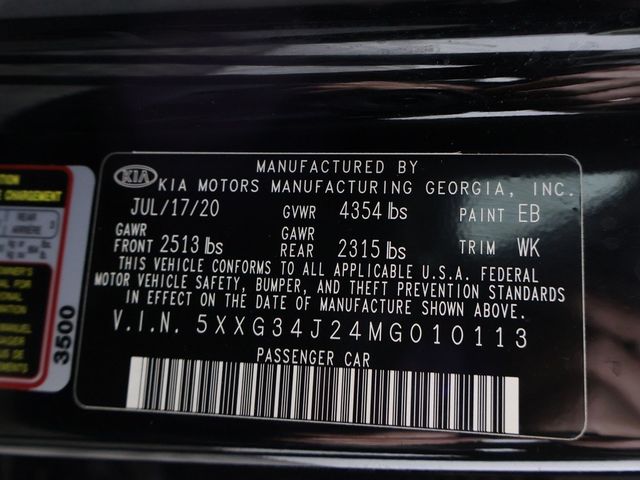 MANUFACTURED BY
KIA KIA MOTORS MANUFACTURING GEORGIA, INC.
JUL/17/20 GVWR 4354 lbs PAINT EB
GAWR FRONT 2513 lbs GAWR REAR 2315 lbs TRIM WK
THIS VEHICLE CONFORMS TO ALL APPLICABLE U.S.A. FEDERAL
MOTOR VEHICLE SAFETY, BUMPER, AND THEFT PREVENTION STANDARDS
IN EFFECT ON THE DATE OF MANUFACTURE SHOWN ABOVE.
V.I.N. 5XXG34J24MG010113
PASSENGER CAR
REAR
ARRIERE
3500